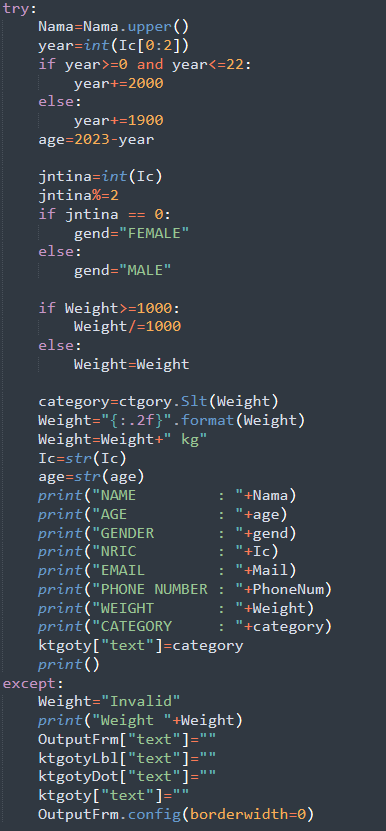 try:
    Nama=Nama.upper()
    year=int(Ic[0:2])
    if year>=0 and year<=22:
        year+=2000
    else:
        year+=1900
    age=2023-year

    jntina=int(Ic)
    jntina%=2
    if jntina == 0:
        gend="FEMALE"
    else:
        gend="MALE"

    if Weight>=1000:
        Weight/=1000
    else:
        Weight=Weight

    category=ctgory.Slt(Weight)
    Weight="{:.2f}".format(Weight)
    Weight=Weight+" kg"
    Ic=str(Ic)
    age=str(age)
    print("NAME         : "+Nama)
    print("AGE          : "+age)
    print("GENDER       : "+gend)
    print("NRIC         : "+Ic)
    print("EMAIL        : "+Mail)
    print("PHONE NUMBER : "+PhoneNum)
    print("WEIGHT       : "+Weight)
    print("CATEGORY     : "+category)
    ktgoty["text"]=category
    print()
except:
    Weight="Invalid"
    print("Weight "+Weight)
    OutputFrm["text"]=""
    ktgotyLbl["text"]=""
    ktgotyDot["text"]=""
    ktgoty["text"]=""
    OutputFrm.config(borderwidth=0)